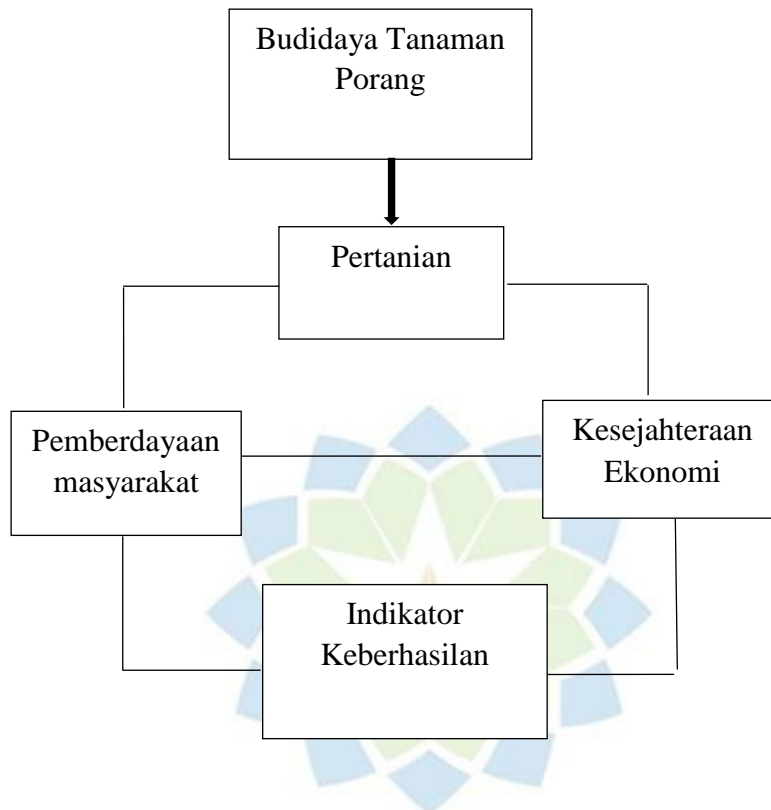 Budidaya Tanaman
Porang
Pertanian
Pemberdayaan
masyarakat
Kesejahteraan
Ekonomi
Indikator
Keberhasilan